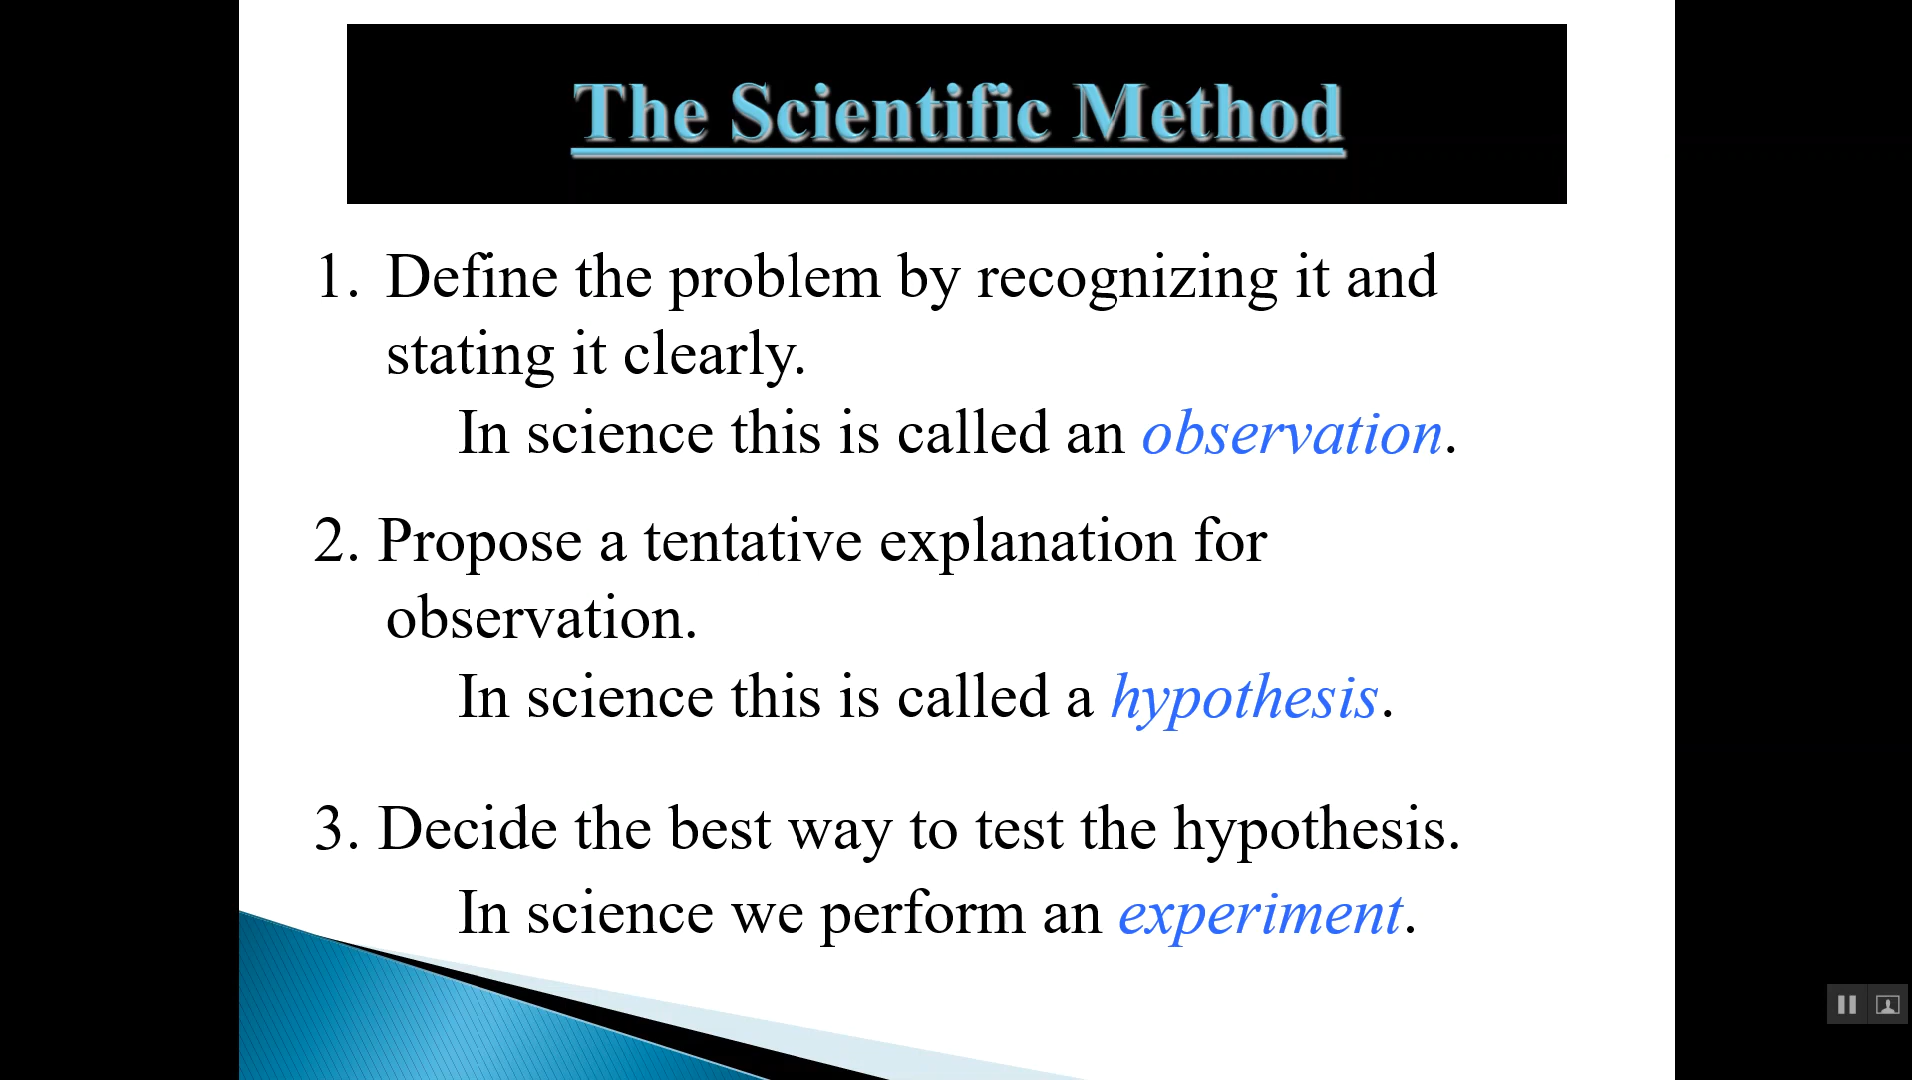 The Scientific Method
1. Define the problem by recognizing it and
stating it clearly.
In science this is called an observation.
2. Propose a tentative explanation for
observation.
In science this is called a hypothesis.
3. Decide the best way to test the hypothesis.
In science we perform an experiment.